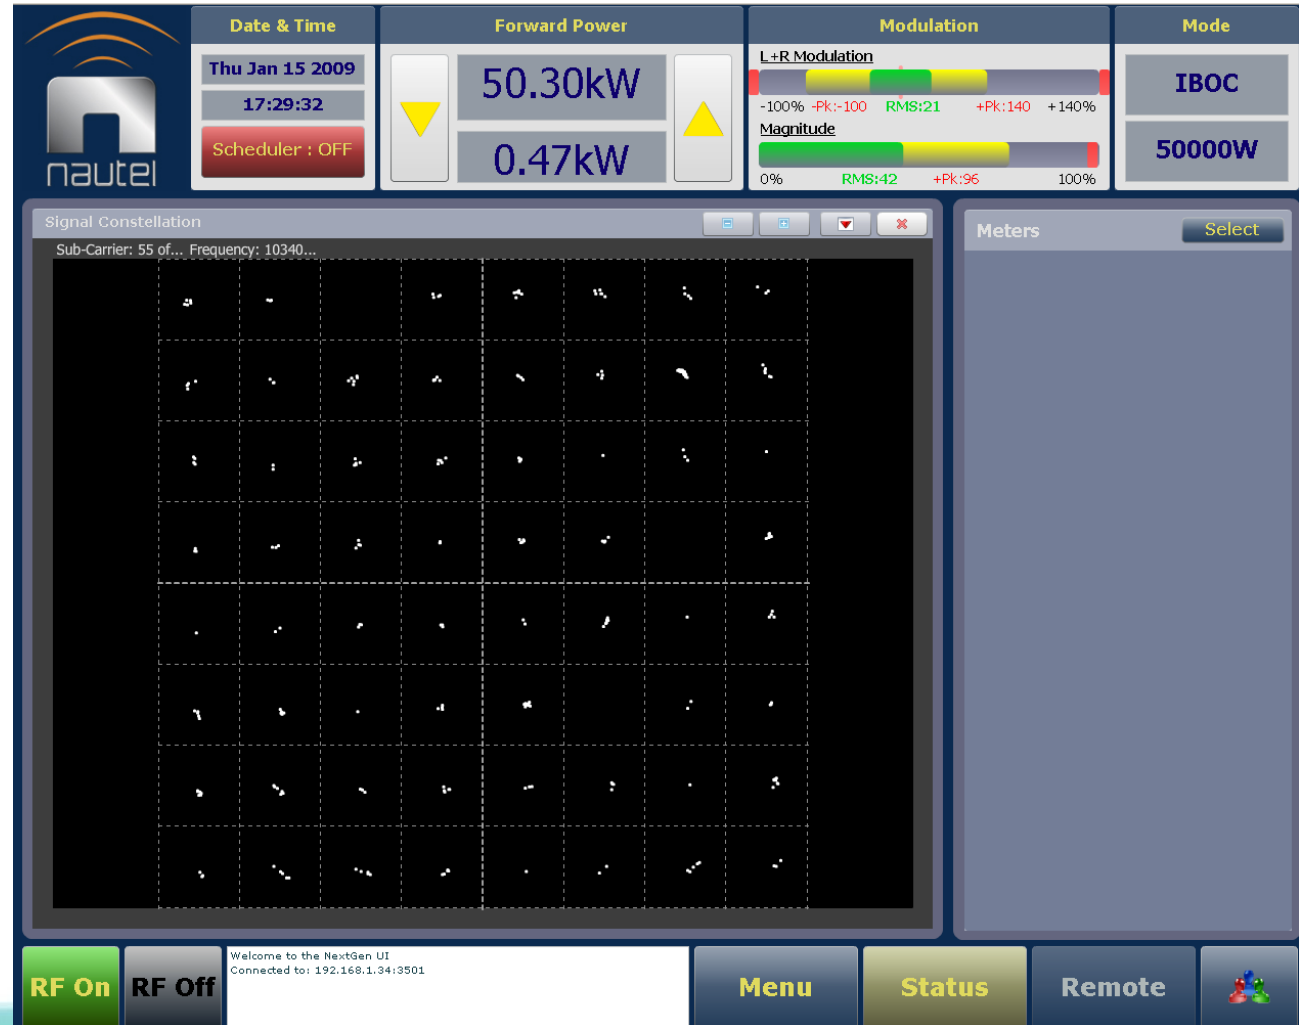 nautel
Date & Time
Thu Jan 15 2009
17:29:32
Scheduler : OFF
Forward Power
50.30kW
0.47kW
Modulation
L+R Modulation
-100% -Pk:-100 RMS:21 +Pk:140 +140%
Magnitude
0% RMS:42 +Pk:96 100%
Mode
IBOC
50000W
Signal Constellation
Sub-Carrier: 55 of... Frequency: 10340...
Meters
Select
RF On
RF Off
Welcome to the NextGen UI
Connected to: 192.168.1.34:3501
Menu
Status
Remote